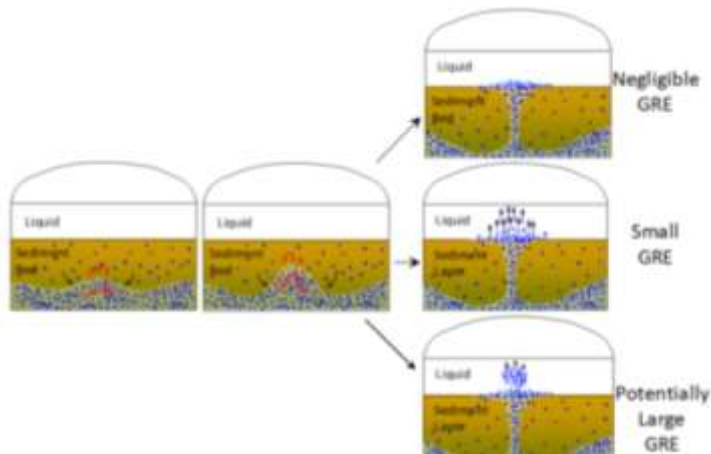 Liquid
Sediment
Bed
Negligible
GRE
Liquid
Sediment
Bed
Liquid
Sediment
Bed
Liquid
Sediment
Layer
Small
GRE
Liquid
Sediment
Layer
Potentially
Large
GRE